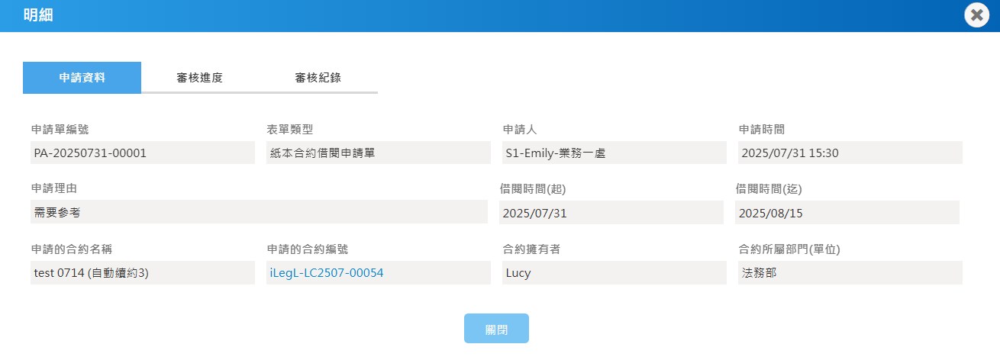 明細
申請資料 審核進度 審核紀錄
申請單編號 表單類型 申請人 申請時間
PA-20250731-00001 紙本合約借閱申請單 S1-Emily-業務一處 2025/07/31 15:30
申請理由 借閱時間(起) 借閱時間(迄)
需要參考 2025/07/31 2025/08/15
申請的合約名稱 申請的合約編號 合約擁有者 合約所屬部門(單位)
test 0714 (自動續約3) iLegL-LC2507-00054 Lucy 法務部
關閉